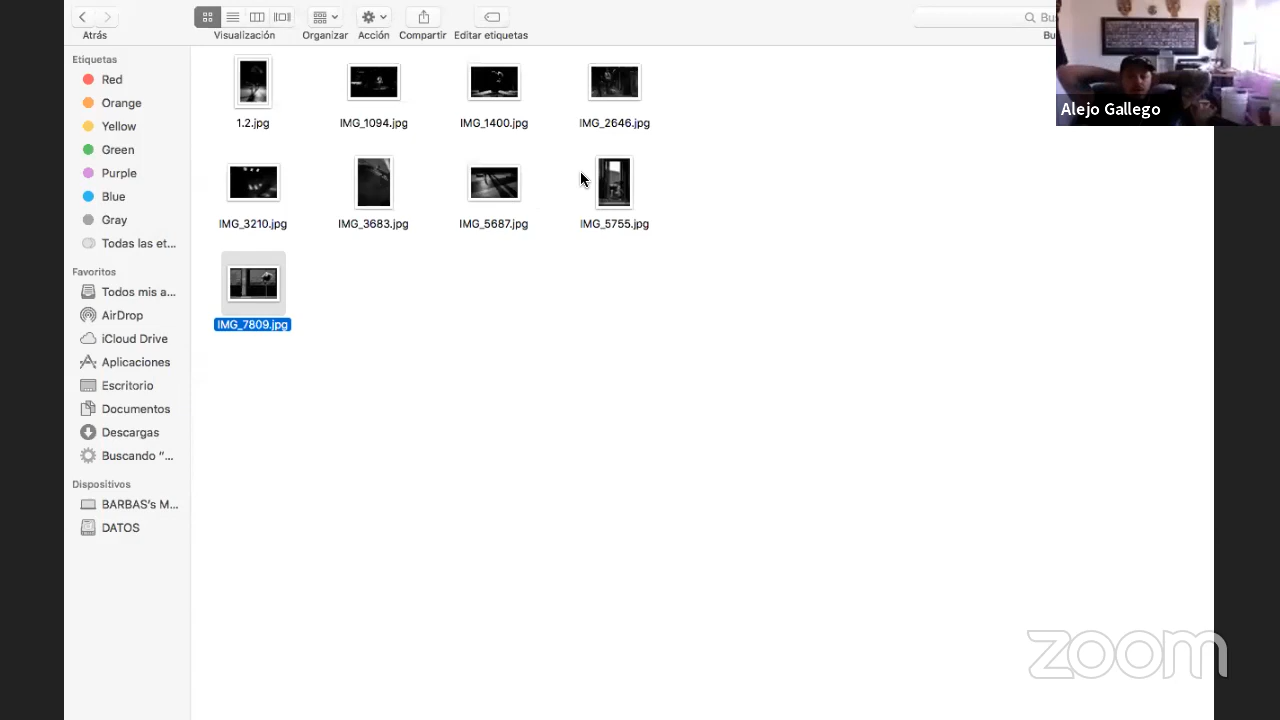 Atrás
Visualización
Organizar
Acción
Compartir
Editar etiquetas
Bu
Bu
Alejo Gallego
Etiquetas
Red
Orange
Yellow
Green
Purple
Blue
Gray
Todas las et...
Favoritos
Todos mis a...
AirDrop
iCloud Drive
Aplicaciones
Escritorio
Documentos
Descargas
Buscando “...
Dispositivos
BARBAS's M...
DATOS
1.2.jpg
IMG_1094.jpg
IMG_1400.jpg
IMG_2646.jpg
IMG_3210.jpg
IMG_3683.jpg
IMG_5687.jpg
IMG_5755.jpg
IMG_7809.jpg
zoom